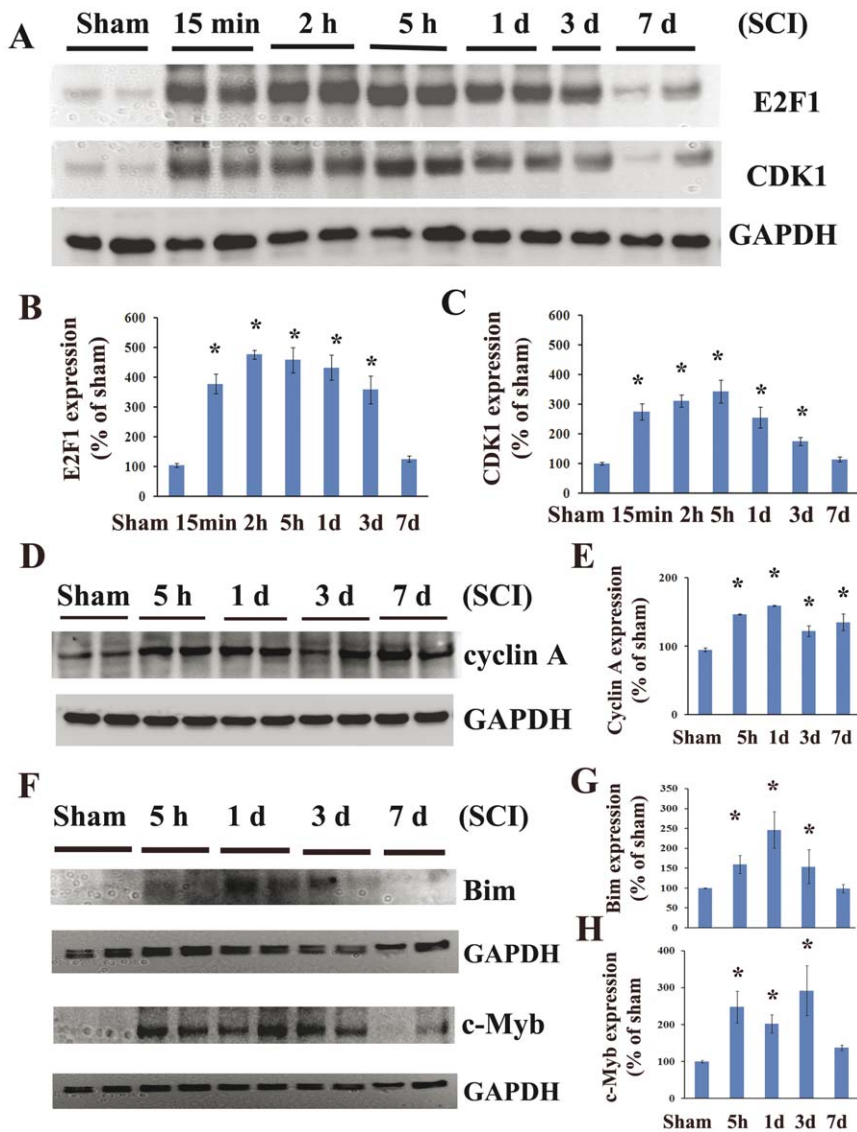 A
Sham 15 min 2 h 5 h 1 d 3 d 7 d (SCI)
E2F1
CDK1
GAPDH
B
E2F1 expression
(% of sham)
600
500
400
300
200
100
0
* * * * *
Sham 15min 2h 5h 1d 3d 7d
C
CDK1 expression
(% of sham)
600
500
400
300
200
100
0
* * * * *
Sham 15min 2h 5h 1d 3d 7d
D
Sham 5 h 1 d 3 d 7 d (SCI)
cyclin A
GAPDH
E
Cyclin A expression
(% of sham)
200
100
0
* * * *
Sham 5h 1d 3d 7d
F
Sham 5 h 1 d 3 d 7 d (SCI)
Bim
GAPDH
c-Myb
GAPDH
G
Bim expression
(% of sham)
350
300
250
200
150
100
50
0
* * *
H
c-Myb expression
(% of sham
400
300
200
100
0
* * *
Sham 5h 1d 3d 7d